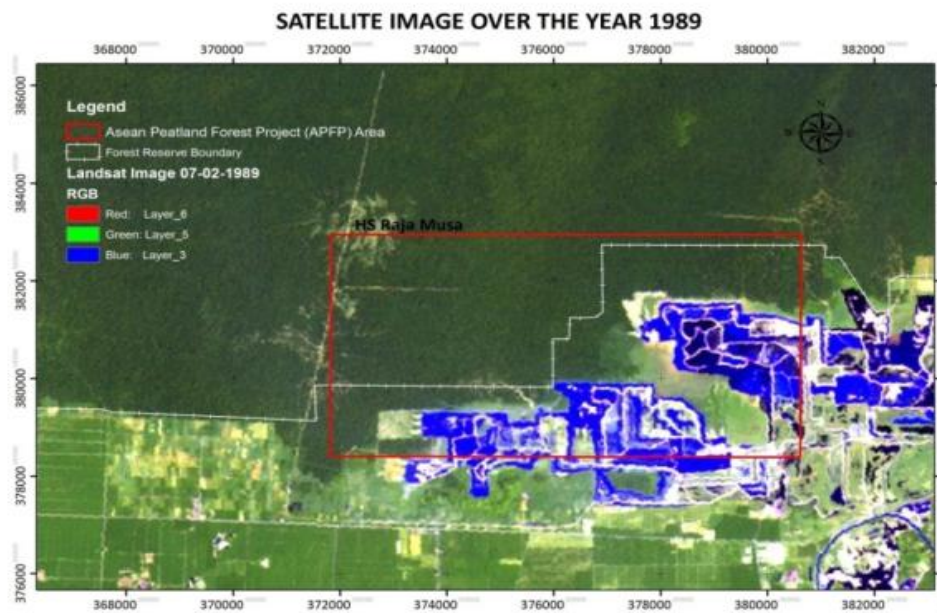 SATELLITE IMAGE OVER THE YEAR 1989
368000 370000 372000 374000 376000 378000 380000 382000
386000
384000
382000
380000
378000
376000
Legend
Asean Peatland Forest Project (APFP) Area
Forest Reserve Boundary
Landsat Image 07-02-1989
RGB
Red: Layer_6
Green: Layer_5
Blue: Layer_3
HS Raja Musa
368000 370000 372000 374000 376000 378000 380000 382000